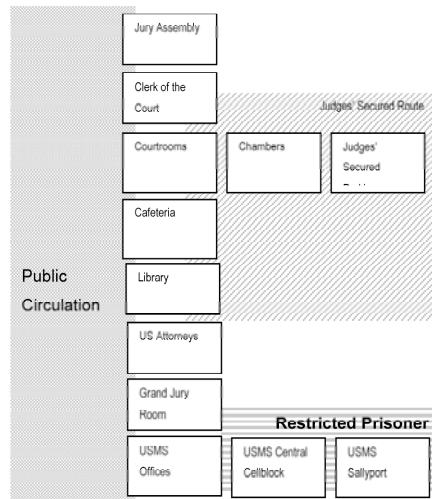 Jury Assembly
Clerk of the
Court
Judges' Secured Route
Courtrooms
Chambers
Judges'
Secured
Cafeteria
Public
Circulation
Library
US Attorneys
Grand Jury
Room
Restricted Prisoner
USMS
Offices
USMS Central
Cellblock
USMS
Sallyport